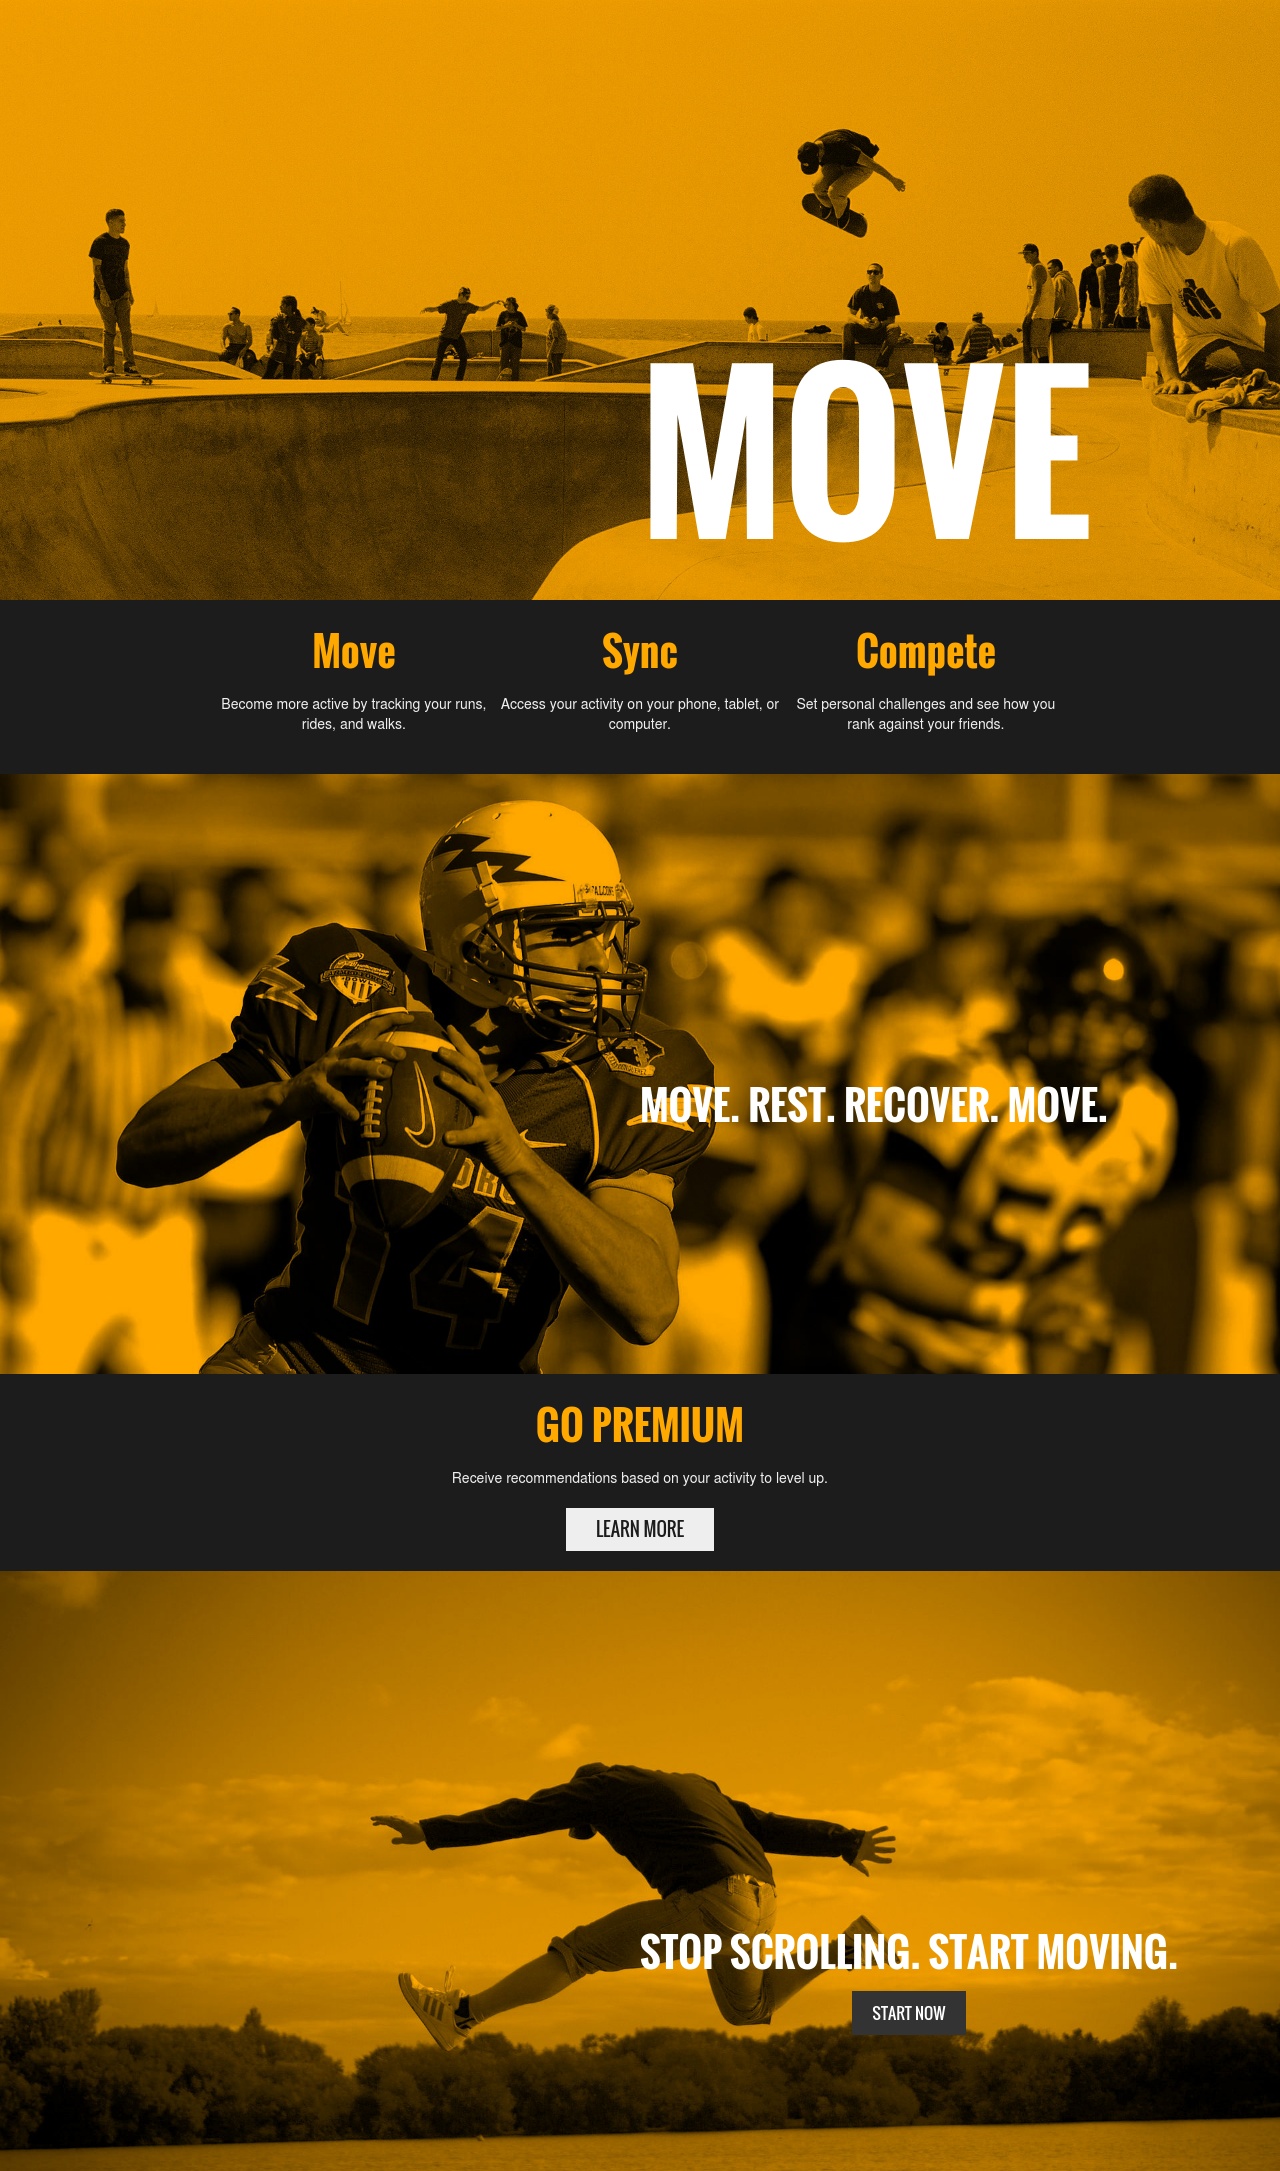 MOVE
Move
Become more active by tracking your runs,
rides, and walks.
Sync
Access your activity on your phone, tablet, or
computer.
Compete
Set personal challenges and see how you
rank against your friends.
FALCONS
14
MOVE. REST. RECOVER. MOVE.
GO PREMIUM
Receive recommendations based on your activity to level up.
LEARN MORE
STOP SCROLLING. START MOVING.
START NOW